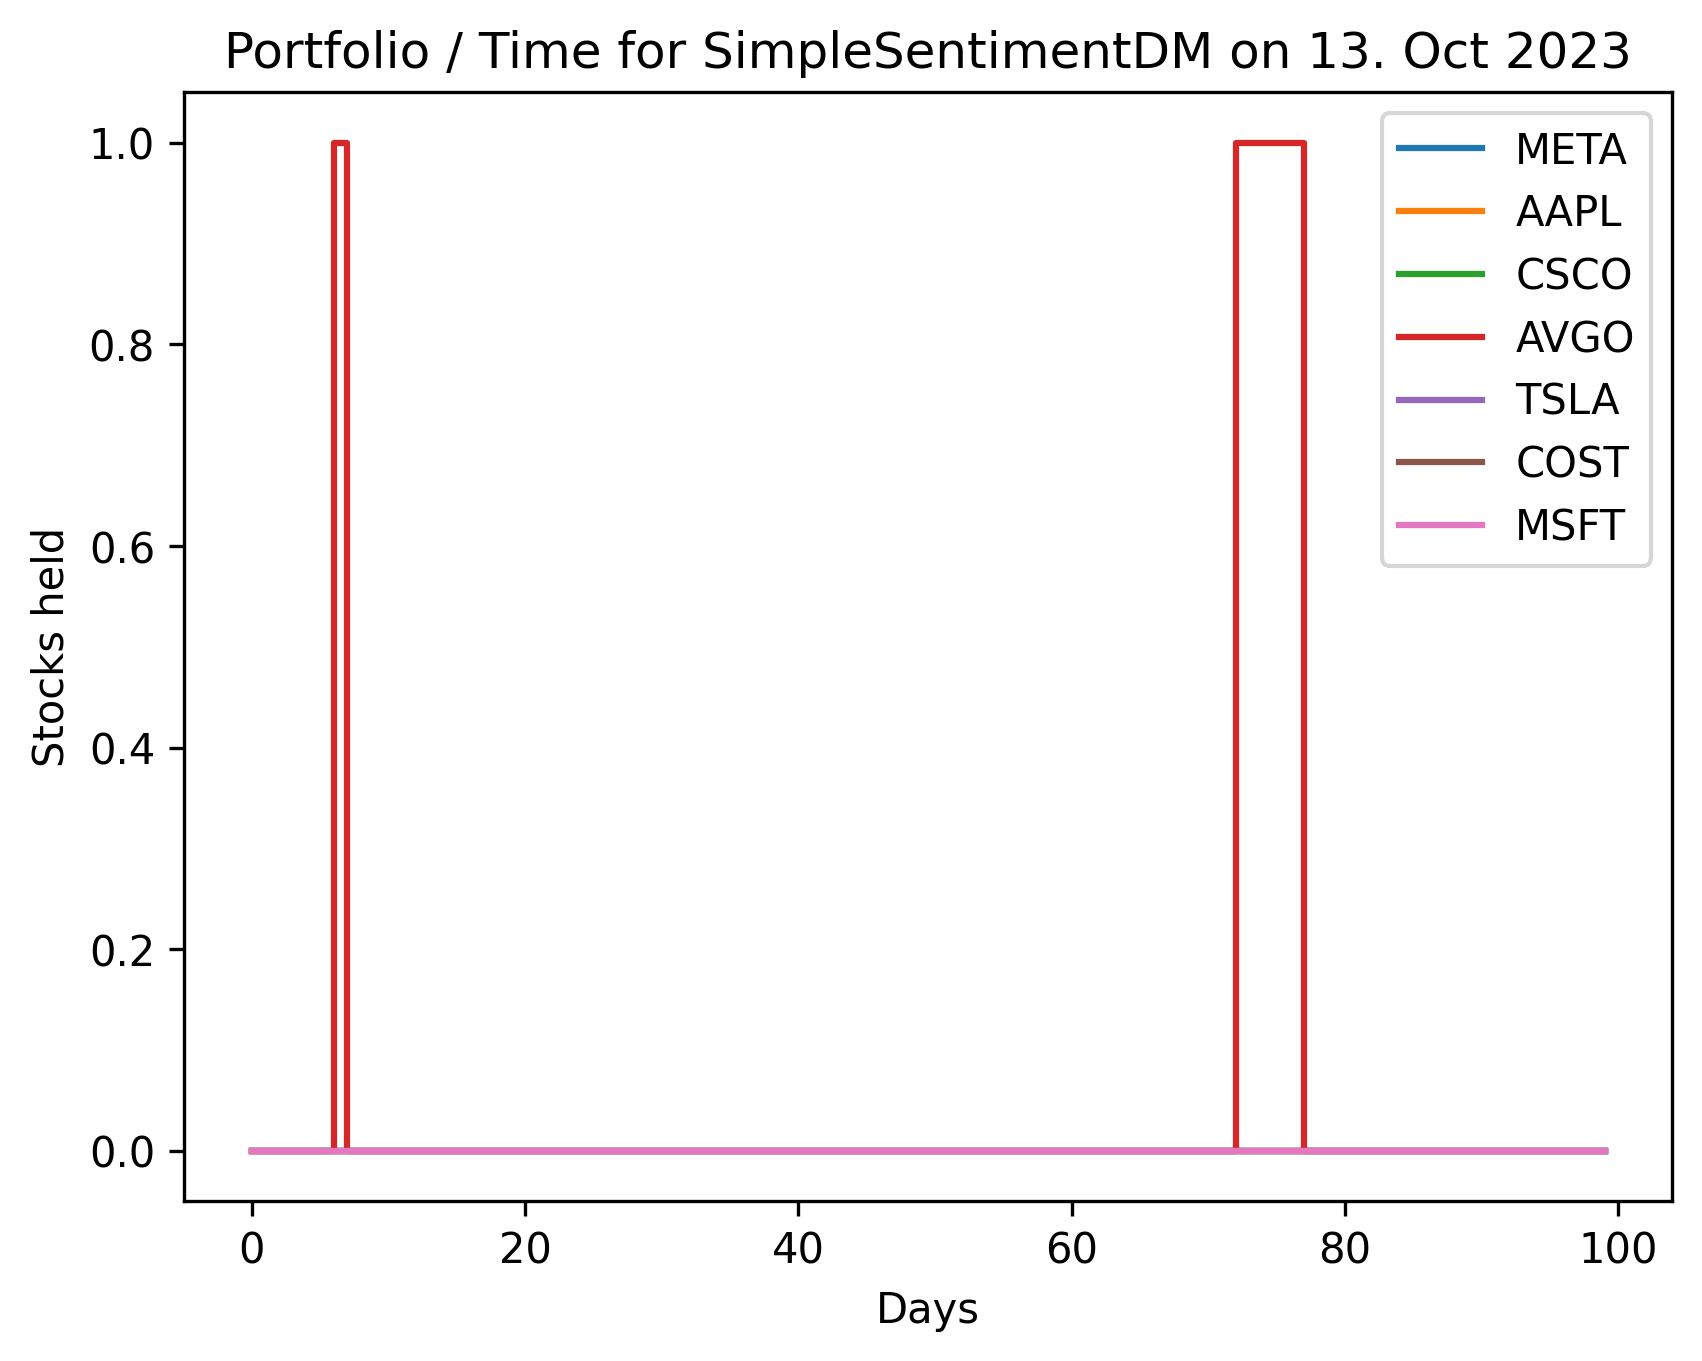 Portfolio / Time for SimpleSentimentDM on 13. Oct 2023
1.0
0.8
0.6
0.4
0.2
0.0
Stocks held
META
AAPL
CSCO
AVGO
TSLA
COST
MSFT
0 20 40 60 80 100
Days